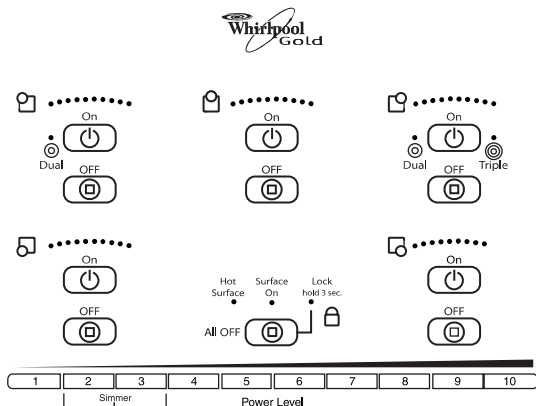 Whirlpool
Gold
On
On
On
Dual
Dual
Triple
OFF
OFF
OFF
On
On
Hot Surface
Surface On
Lock
hold 3 sec.
OFF
All OFF
OFF
1 2 3 4 5 6 7 8 9 10
Simmer
Power Level